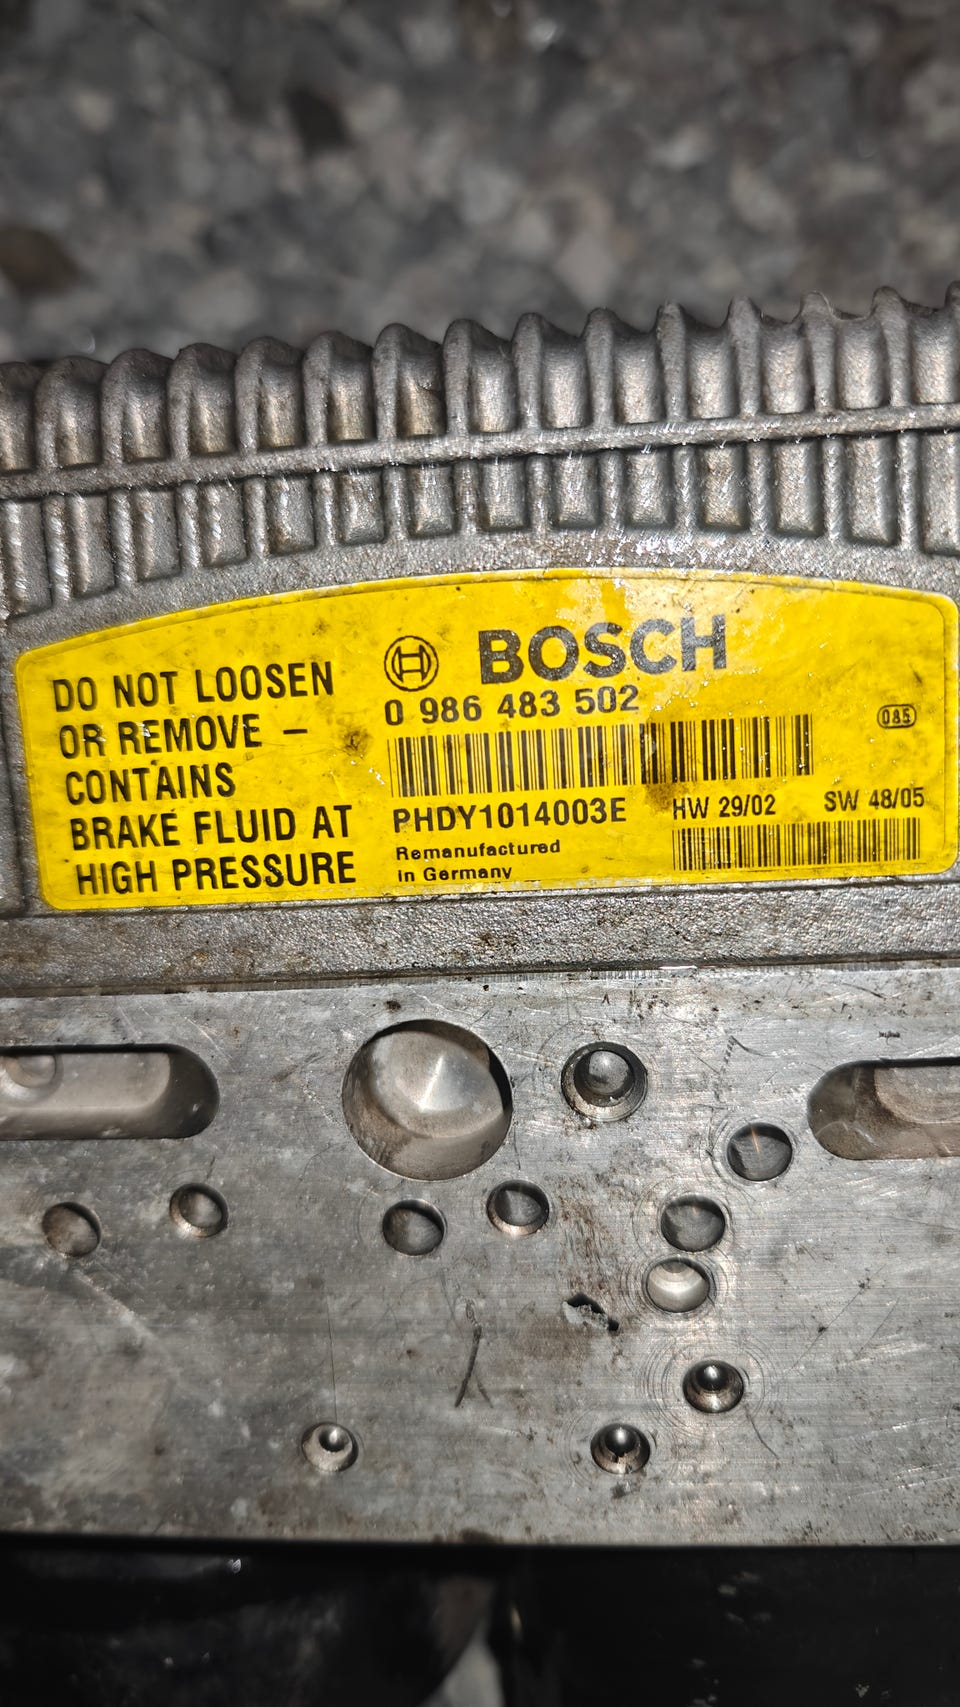 DO NOT LOOSEN
OR REMOVE –
CONTAINS
BRAKE FLUID AT
HIGH PRESSURE
BOSCH
0 986 483 502
085
PHDY1014003E
HW 29/02
SW 48/05
Remanufactured
in Germany